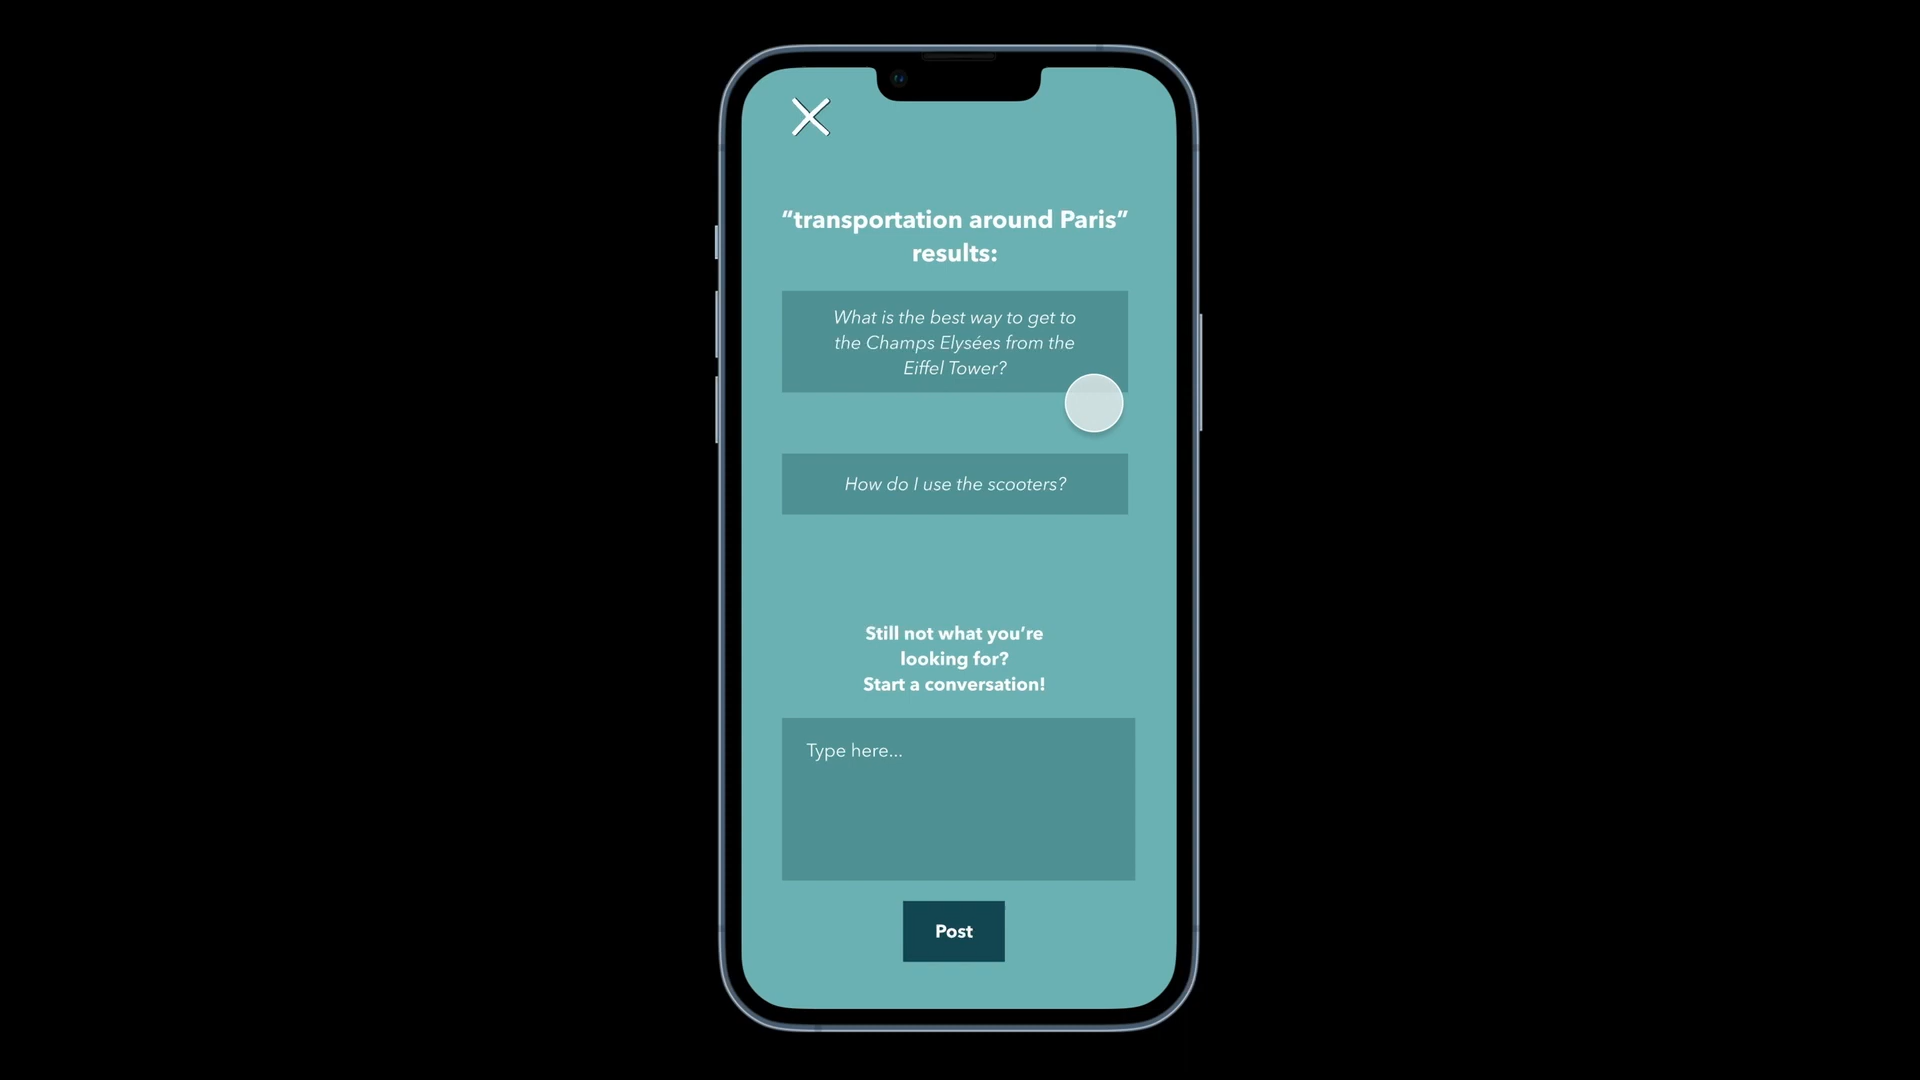 “transportation around Paris”
results:
What is the best way to get to
the Champs Elysées from the
Eiffel Tower?
How do I use the scooters?
Still not what you’re
looking for?
Start a conversation!
Type here...
Post